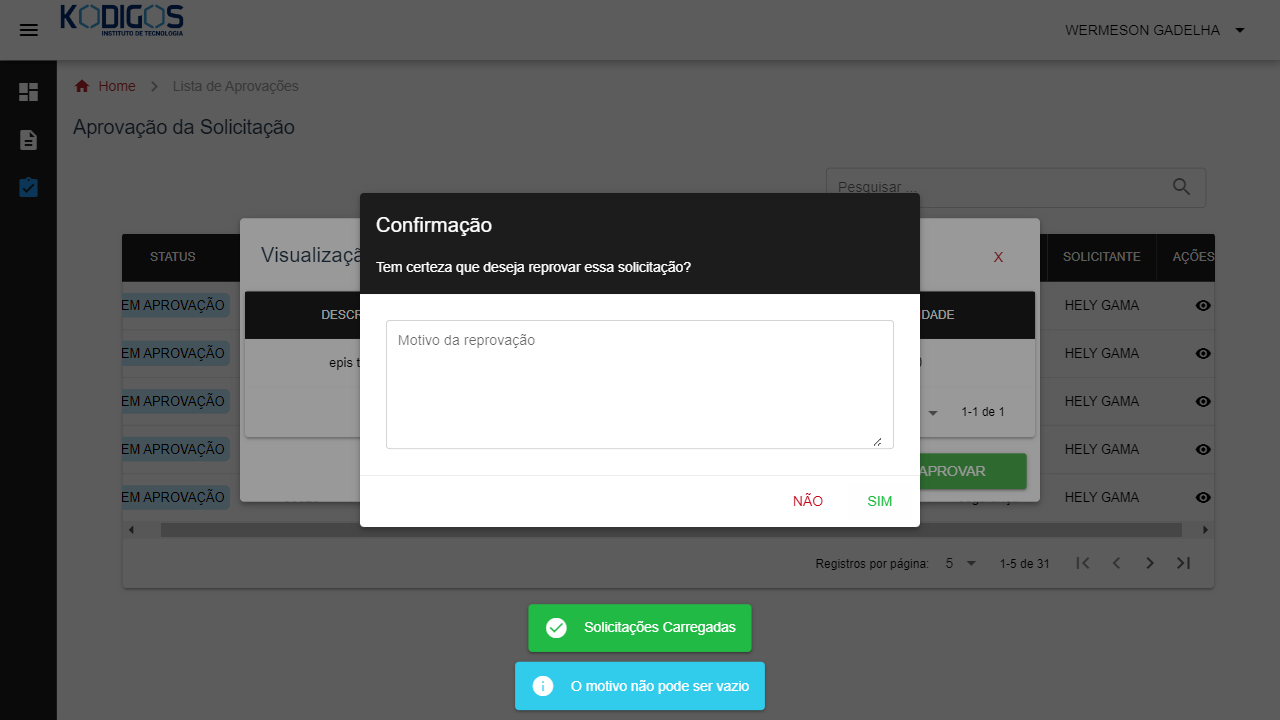 KODIGOS
INSTITUTO DE TECNOLOGIA
WERMESON GADELHA
Home
Lista de Aprovações
Aprovação da Solicitação
Pesquisar ...
Confirmação
Tem certeza que deseja reprovar essa solicitação?
Motivo da reprovação
NÃO
SIM
X
DADE
epis
1-1 de 1
APROVAR
STATUS
SOLICITANTE
AÇÕES
EM APROVAÇÃO
HELY GAMA
EM APROVAÇÃO
HELY GAMA
EM APROVAÇÃO
HELY GAMA
EM APROVAÇÃO
HELY GAMA
EM APROVAÇÃO
HELY GAMA
Registros por página:
5
1-5 de 31
Solicitações Carregadas
O motivo não pode ser vazio